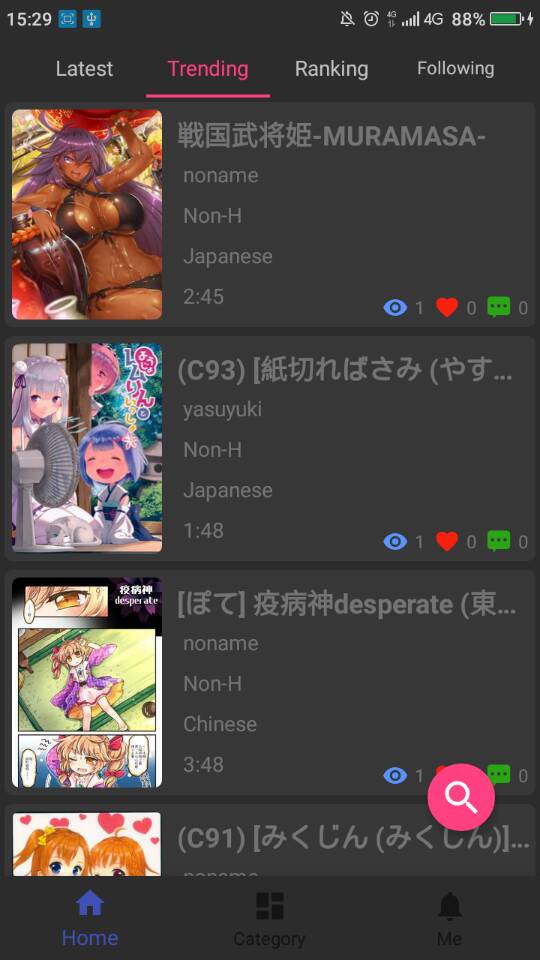 15:29
4G
4G
88%
Latest
Trending
Ranking
Following
戦国武将姫-MURAMASA-
noname
Non-H
Japanese
2:45
1
0
0
(C93) [紙切ればさみ (やす…
yasuyuki
Non-H
Japanese
1:48
1
0
0
疫病神
desperate
[ぽて] 疫病神desperate (東…
noname
Non-H
Chinese
3:48
1
0
(C91) [みくじん (みくじん)]…
Home
Category
Me